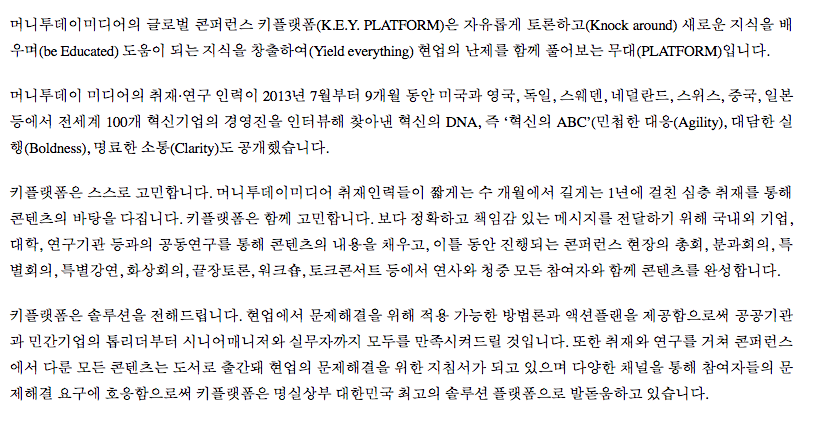 머니투데이미디어의 글로벌 콘퍼런스 키플랫폼(K.E.Y. PLATFORM)은 자유롭게 토론하고(Knock around) 새로운 지식을 배
우며(be Educated) 도움이 되는 지식을 창출하여(Yield everything) 현업의 난제를 함께 풀어보는 무대(PLATFORM)입니다.
머니투데이 미디어의 취재·연구 인력이 2013년 7월부터 9개월 동안 미국과 영국, 독일, 스웨덴, 네덜란드, 스위스, 중국, 일본
등에서 전세계 100개 혁신기업의 경영진을 인터뷰해 찾아낸 혁신의 DNA, 즉 ‘혁신의 ABC’(민첩한 대응(Agility), 대담한 실
행(Boldness), 명료한 소통(Clarity)도 공개했습니다.
키플랫폼은 스스로 고민합니다. 머니투데이미디어 취재인력들이 짧게는 수 개월에서 길게는 1년에 걸친 심층 취재를 통해
콘텐츠의 바탕을 다집니다. 키플랫폼은 함께 고민합니다. 보다 정확하고 책임감 있는 메시지를 전달하기 위해 국내외 기업,
대학, 연구기관 등과의 공동연구를 통해 콘텐츠의 내용을 채우고, 이틀 동안 진행되는 콘퍼런스 현장의 총회, 분과회의, 특
별회의, 특별강연, 화상회의, 끝장토론, 워크숍, 토크콘서트 등에서 연사와 청중 모든 참여자와 함께 콘텐츠를 완성합니다.
키플랫폼은 솔루션을 전해드립니다. 현업에서 문제해결을 위해 적용 가능한 방법론과 액션플랜을 제공함으로써 공공기관
과 민간기업의 톱리더부터 시니어매니저와 실무자까지 모두를 만족시켜드릴 것입니다. 또한 취재와 연구를 거쳐 콘퍼런스
에서 다룬 모든 콘텐츠는 도서로 출간돼 현업의 문제해결을 위한 지침서가 되고 있으며 다양한 채널을 통해 참여자들의 문
제해결 요구에 호응함으로써 키플랫폼은 명실상부 대한민국 최고의 솔루션 플랫폼으로 발돋움하고 있습니다.